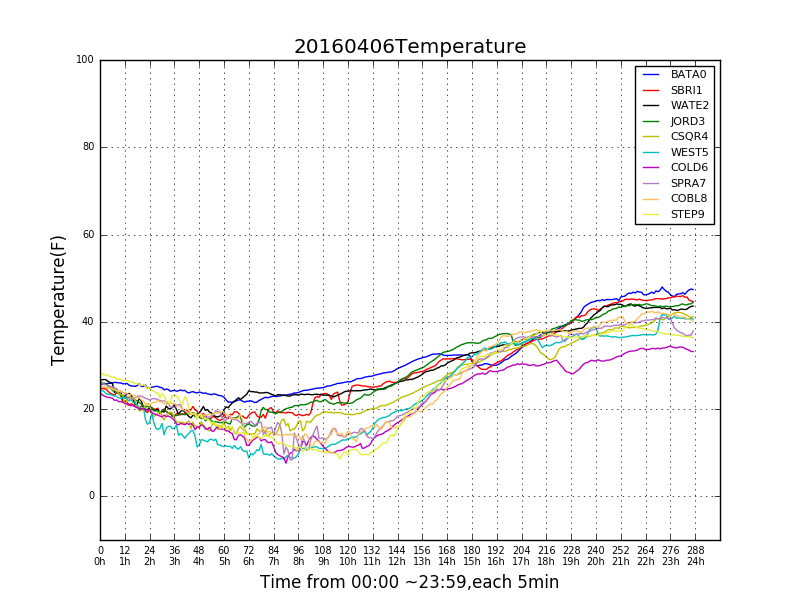 20160406Temperature
100
80
60
40
20
0
Temperature(F)
BATA0
SBRI1
WATE2
JORD3
CSQR4
WEST5
COLD6
SPRA7
COBL8
STEP9
0 12 24 36 48 60 72 84 96 108 120 132 144 156 168 180 192 204 216 228 240 252 264 276 288
0h 1h 2h 3h 4h 5h 6h 7h 8h 9h 10h 11h 12h 13h 14h 15h 16h 17h 18h 19h 20h 21h 22h 23h 24h
Time from 00:00 ~23:59,each 5min